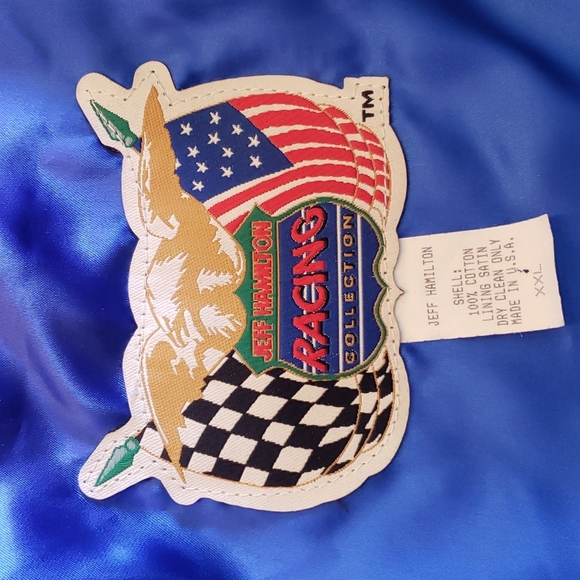 TM
JEFF HAMILTON
RACING
COLLECTION
JEFF HAMILTON
SHELL:
100% COTTON
LINING SATIN
DRY CLEAN ONLY
MADE IN U.S.A.
XXL